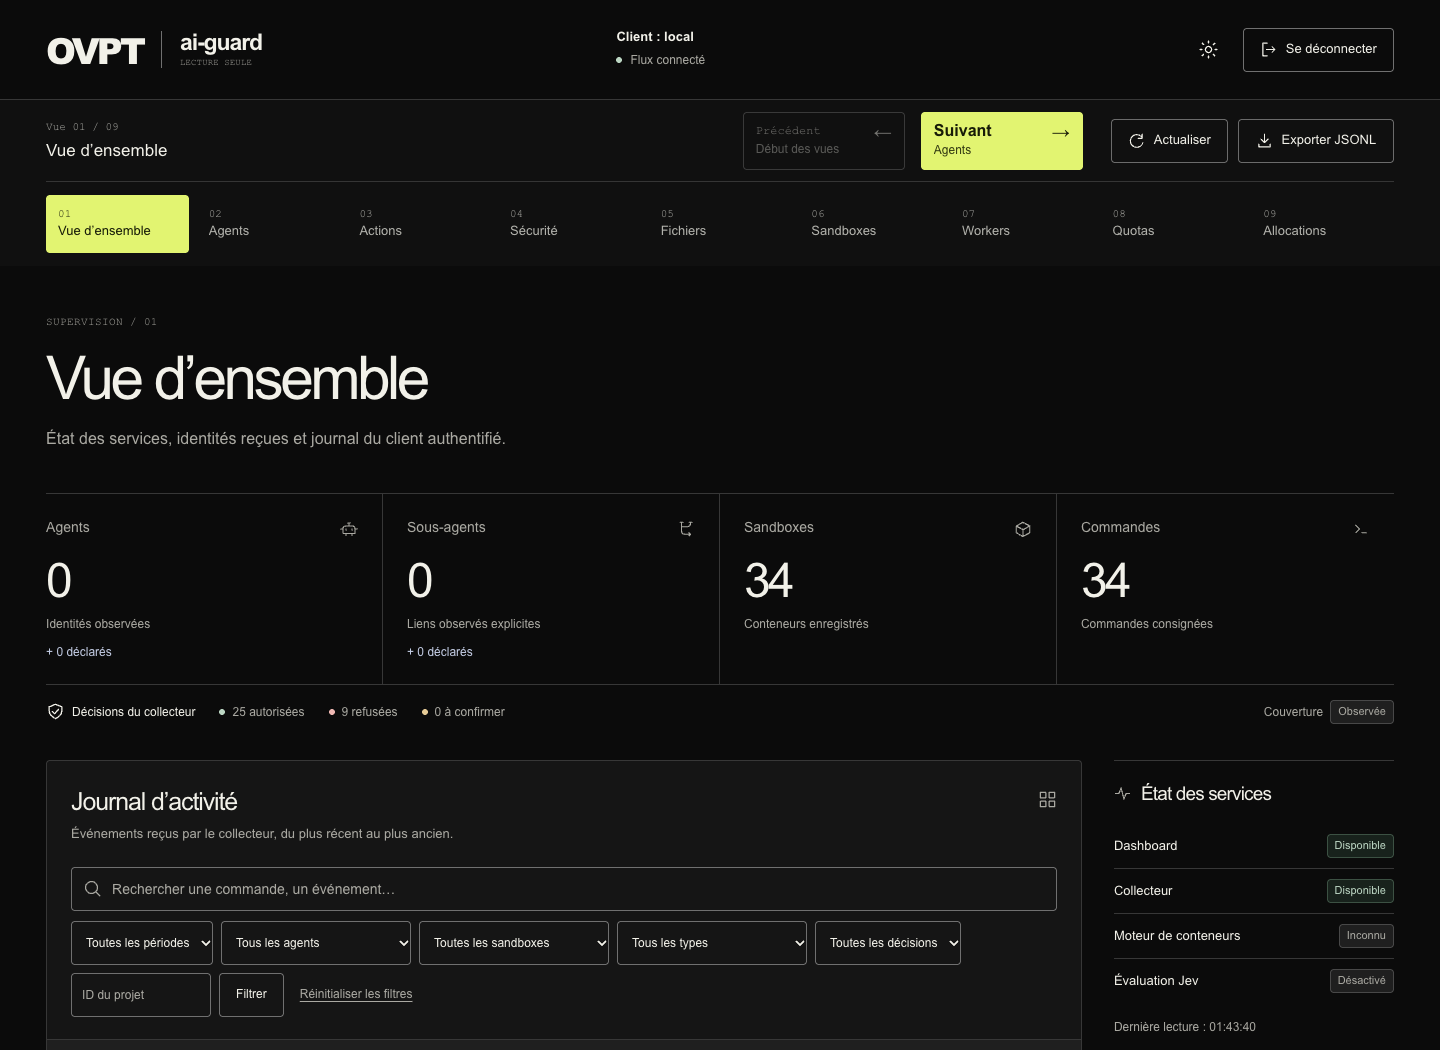 OVPT
ai-guard
LECTURE SEULE
Client : local
Flux connecté
Se déconnecter
Vue 01 / 09
Vue d’ensemble
Précédent
Début des vues
Suivant
Agents
Actualiser
Exporter JSONL
01
Vue d’ensemble
02
Agents
03
Actions
04
Sécurité
05
Fichiers
06
Sandboxes
07
Workers
08
Quotas
09
Allocations
SUPERVISION / 01
Vue d’ensemble
État des services, identités reçues et journal du client authentifié.
Agents
0
Identités observées
+ 0 déclarés
Sous-agents
0
Liens observés explicites
+ 0 déclarés
Sandboxes
34
Conteneurs enregistrés
Commandes
34
Commandes consignées
Décisions du collecteur
25 autorisées
9 refusées
0 à confirmer
Couverture
Observée
Journal d’activité
Événements reçus par le collecteur, du plus récent au plus ancien.
Rechercher une commande, un événement…
Toutes les périodes
Tous les agents
Toutes les sandboxes
Tous les types
Toutes les décisions
ID du projet
Filtrer
Réinitialiser les filtres
État des services
Dashboard
Disponible
Collecteur
Disponible
Moteur de conteneurs
Inconnu
Évaluation Jev
Désactivé
Dernière lecture : 01:43:40